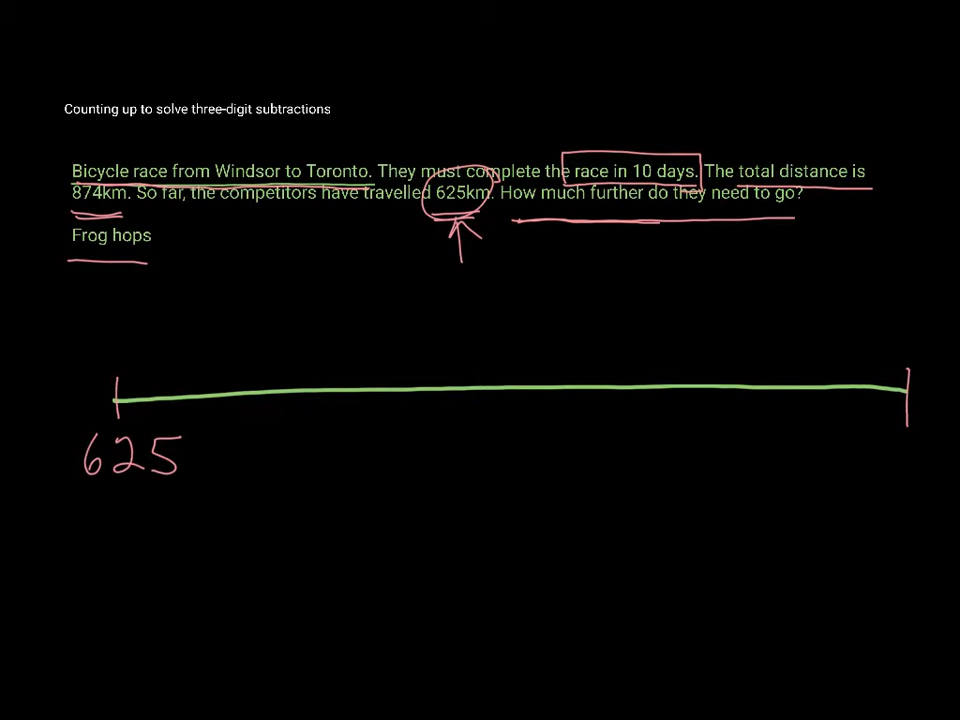 Counting up to solve three-digit subtractions
Bicycle race from Windsor to Toronto. They must complete the race in 10 days. The total distance is
874km. So far, the competitors have travelled 625km. How much further do they need to go?
Frog hops
625